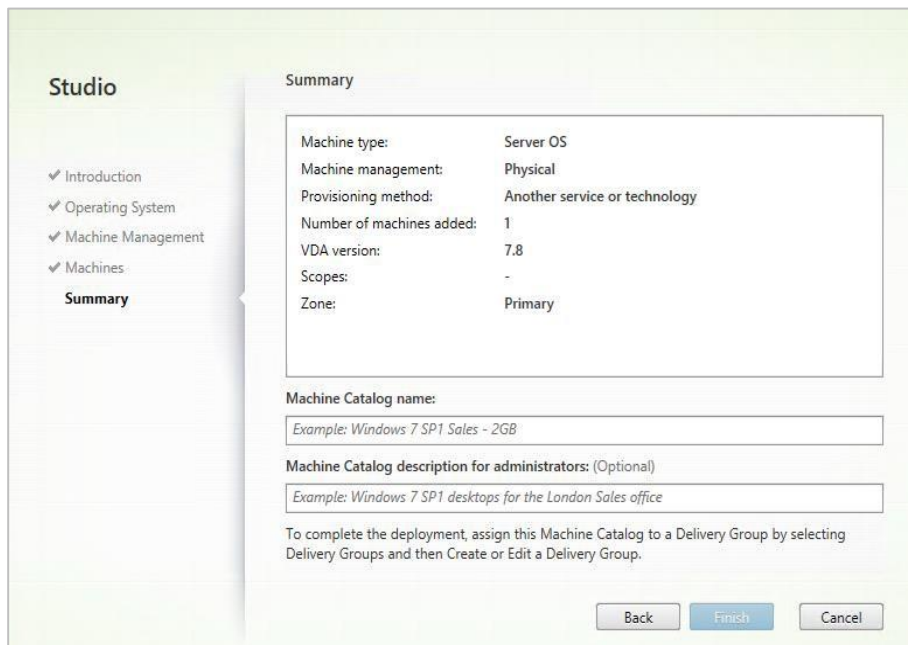 Studio
✔ Introduction
✔ Operating System
✔ Machine Management
✔ Machines
Summary
Summary
Machine type: Server OS
Machine management: Physical
Provisioning method: Another service or technology
Number of machines added: 1
VDA version: 7.8
Scopes: -
Zone: Primary
Machine Catalog name:
Example: Windows 7 SP1 Sales - 2GB
Machine Catalog description for administrators: (Optional)
Example: Windows 7 SP1 desktops for the London Sales office
To complete the deployment, assign this Machine Catalog to a Delivery Group by selecting
Delivery Groups and then Create or Edit a Delivery Group.
Back Finish Cancel